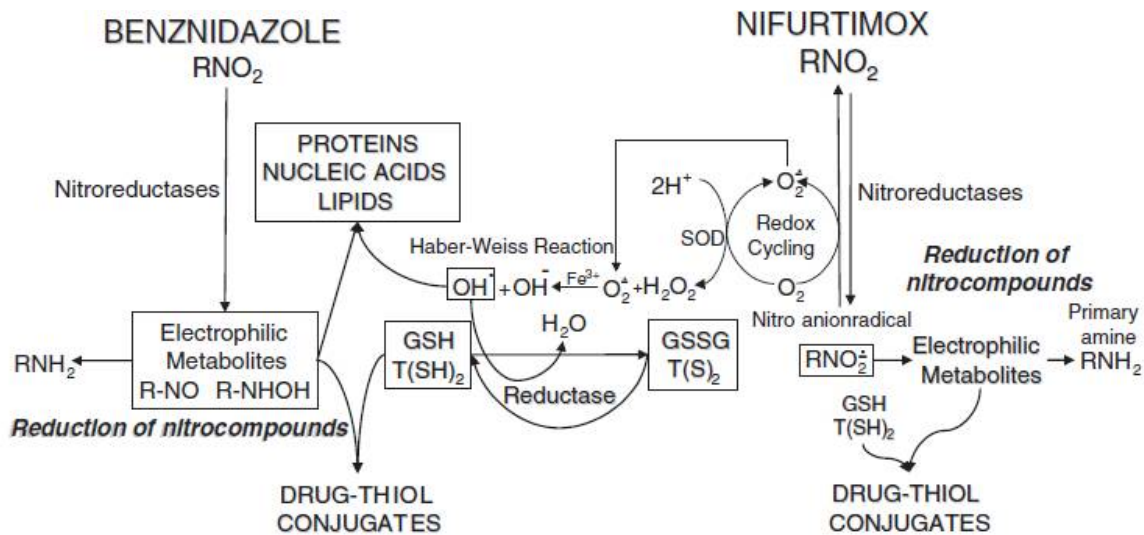 BENZNIDAZOLE
RNO₂
NIFURTIMOX
RNO₂
PROTEINS
NUCLEIC ACIDS
LIPIDS
Nitroreductases
2H⁺
O₂∸
SOD
Redox
Cycling
O₂
Nitroreductases
Haber-Weiss Reaction
OH˙ + OH⁻ Fe³⁺ O₂∸ + H₂O₂
Reduction of
nitrocompounds
Electrophilic
Metabolites
R-NO R-NHOH
RNH₂
Reduction of nitrocompounds
GSH
T(SH)₂
H₂O
Reductase
GSSG
T(S)₂
Nitro anionradical
RNO₂∸
Electrophilic
Metabolites
Primary
amine
RNH₂
GSH
T(SH)₂
DRUG-THIOL
CONJUGATES
DRUG-THIOL
CONJUGATES